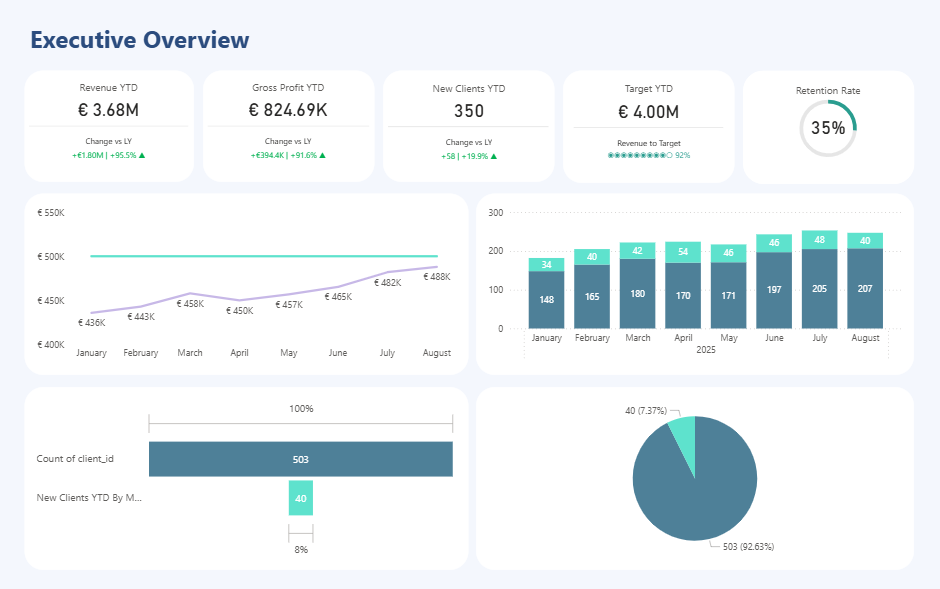 Executive Overview
Revenue YTD
€ 3.68M
Change vs LY
+€1.80M | +95.5% ▲
Gross Profit YTD
€ 824.69K
Change vs LY
+€394.4K | +91.6% ▲
New Clients YTD
350
Change vs LY
+58 | +19.9% ▲
Target YTD
€ 4.00M
Revenue to Target
◉◉◉◉◉◉◉◉◉○ 92%
Retention Rate
35%
€ 550K
€ 500K
€ 450K
€ 400K
€ 436K
€ 443K
€ 458K
€ 450K
€ 457K
€ 465K
€ 482K
€ 488K
January February March April May June July August
300
200
100
0
34 40 42 54 46 46 48 40
148 165 180 170 171 197 205 207
January February March April May June July August
2025
100%
Count of client_id
503
New Clients YTD By M...
40
8%
40 (7.37%)
503 (92.63%)